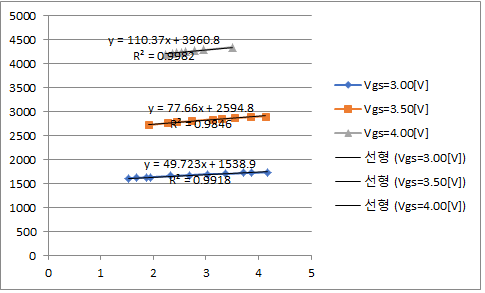 5000
4500
4000
3500
3000
2500
2000
1500
1000
500
0
0 1 2 3 4 5
y = 110.37x + 3960.8
R² = 0.9982
y = 77.66x + 2594.8
R² = 0.9846
y = 49.723x + 1538.9
R² = 0.9918
Vgs=3.00[V]
Vgs=3.50[V]
Vgs=4.00[V]
선형 (Vgs=3.00[V])
선형 (Vgs=3.50[V])
선형 (Vgs=4.00[V])